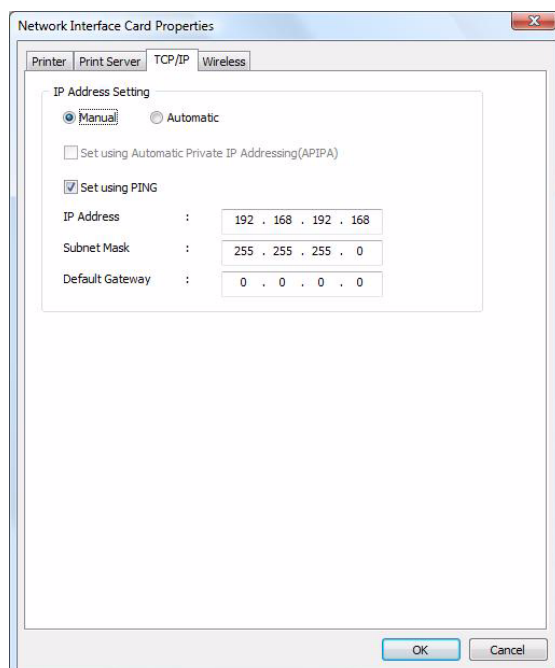 Network Interface Card Properties
Printer Print Server TCP/IP Wireless
IP Address Setting
Manual Automatic
Set using Automatic Private IP Addressing(APIPA)
Set using PING
IP Address : 192 . 168 . 192 . 168
Subnet Mask : 255 . 255 . 255 . 0
Default Gateway : 0 . 0 . 0 . 0
OK Cancel